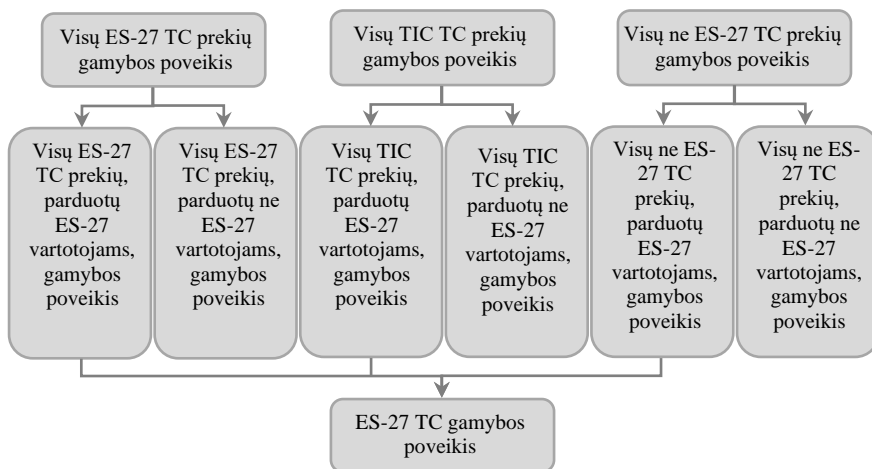 Visų ES-27 TC prekių
gamybos poveikis
Visų TIC TC prekių
gamybos poveikis
Visų ne ES-27 TC prekių
gamybos poveikis
Visų ES-27
TC prekių,
parduotų
ES-27
vartotojams,
gamybos
poveikis
Visų ES-27
TC prekių,
parduotų ne
ES-27
vartotojams,
gamybos
poveikis
Visų TIC
TC prekių,
parduotų
ES-27
vartotojams,
gamybos
poveikis
Visų TIC
TC prekių,
parduotų ne
ES-27
vartotojams,
gamybos
poveikis
Visų ne ES-
27 TC
prekių,
parduotų
ES-27
vartotojams,
gamybos
poveikis
Visų ne ES-
27 TC
prekių,
parduotų ne
ES-27
vartotojams,
gamybos
poveikis
ES-27 TC gamybos
poveikis